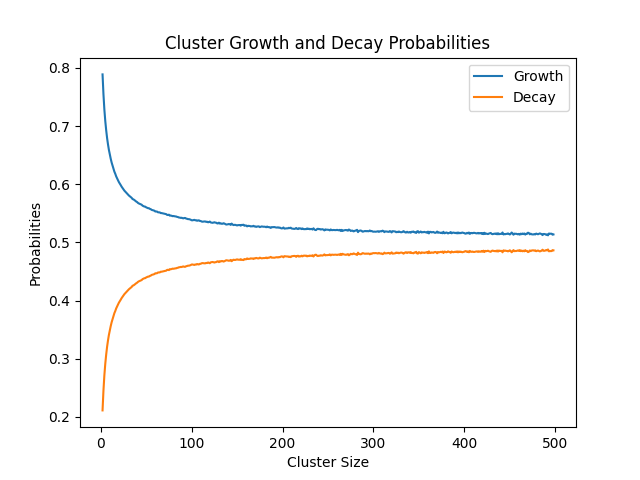 Cluster Growth and Decay Probabilities
Growth
Decay
Probabilities
0.8
0.7
0.6
0.5
0.4
0.3
0.2
0
100
200
300
400
500
Cluster Size